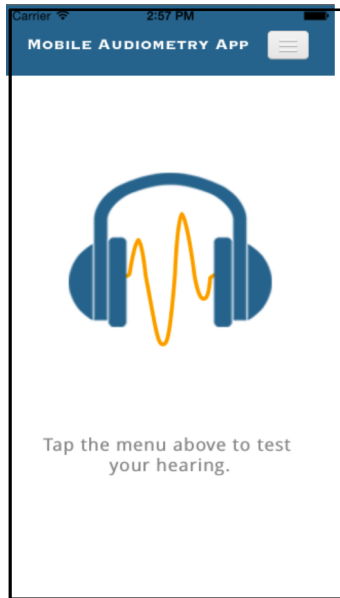 Carrier 2:57 PM
Mobile Audiometry App
Tap the menu above to test
your hearing.